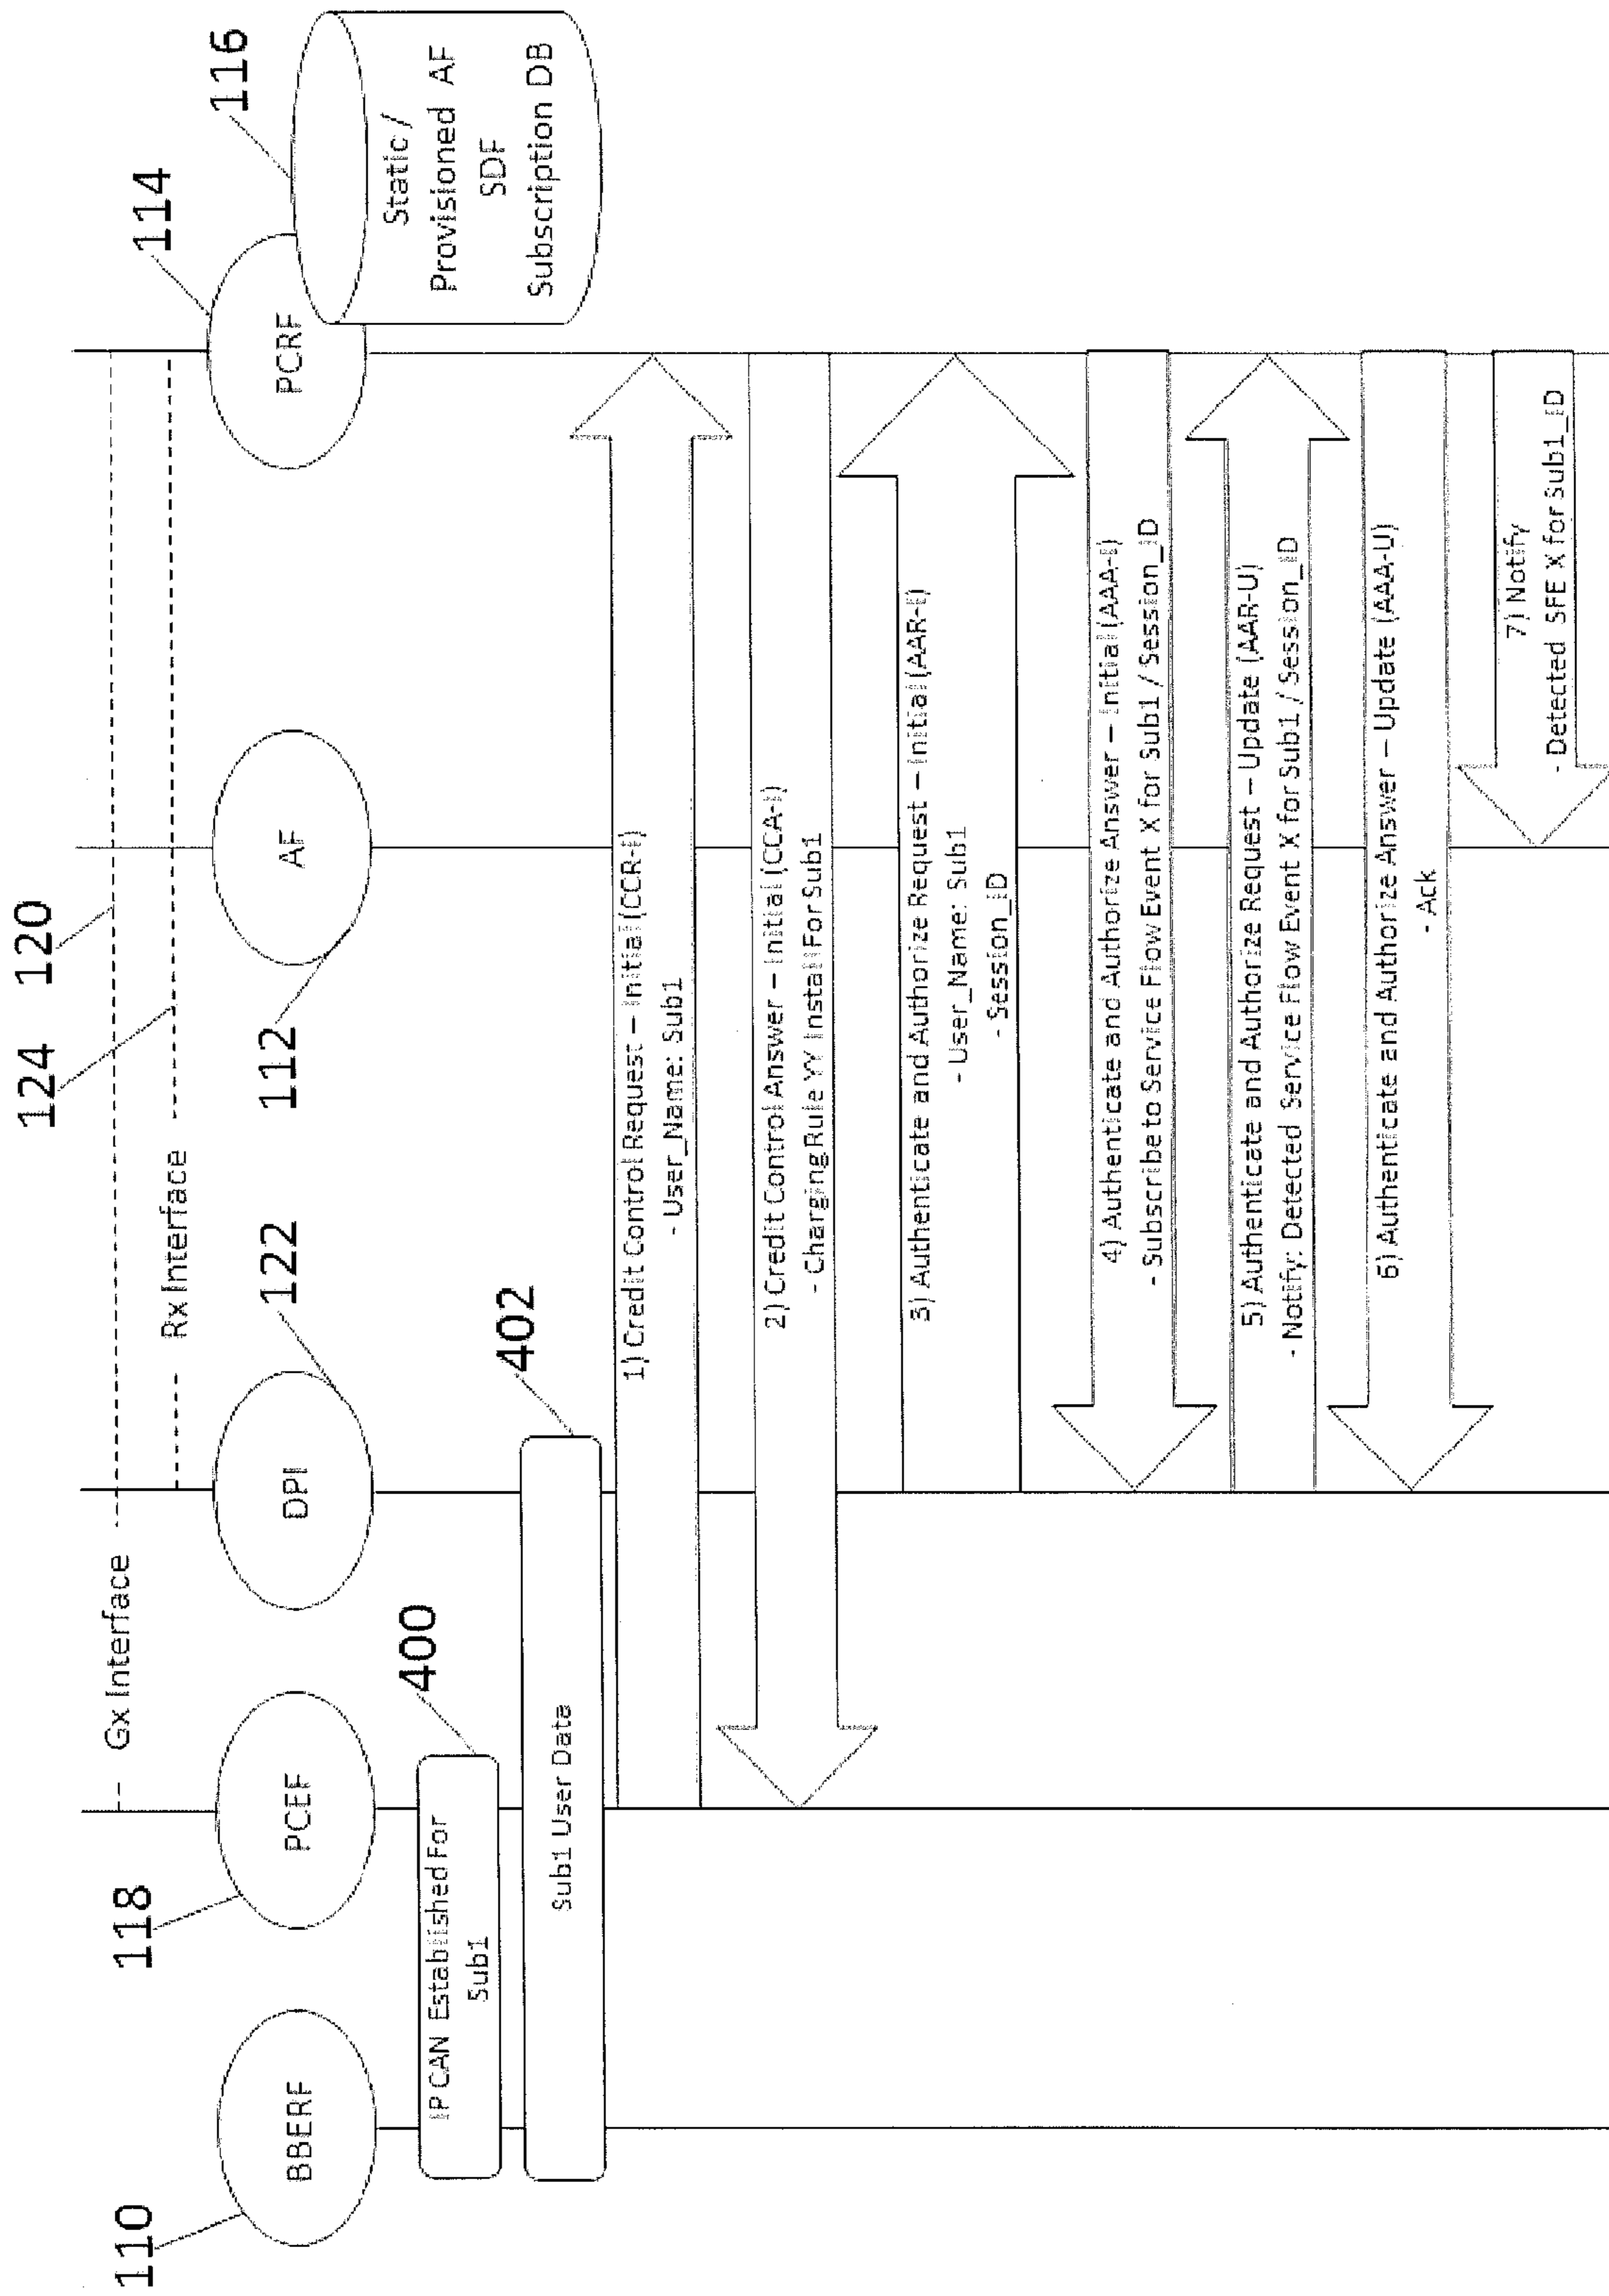 124 120
Gx Interface
Rx Interface
110
118
122
112
114
116
BBERF
PCEF
DPI
AF
PCRF
Static /
Provisioned AF
SDF
Subscription DB
IP CAN Established For
Sub1
400
Sub1 User Data
402
1) Credit Control Request – Initial (CCR-I)
- User_Name: Sub1
2) Credit Control Answer – Initial (CCA-I)
- ChargingRule YY Install For Sub1
3) Authenticate and Authorize Request – Initial (AAR-I)
- User_Name: Sub1
- Session_ID
4) Authenticate and Authorize Answer – Initial (AAA-I)
- Subscribe to Service Flow Event X for Sub1 / Session_ID
5) Authenticate and Authorize Request – Update (AAR-U)
- Notify: Detected Service Flow Event X for Sub1 / Session_ID
6) Authenticate and Authorize Answer – Update (AAA-U)
- Ack
7) Notify
- Detected SFE X for Sub1_ID